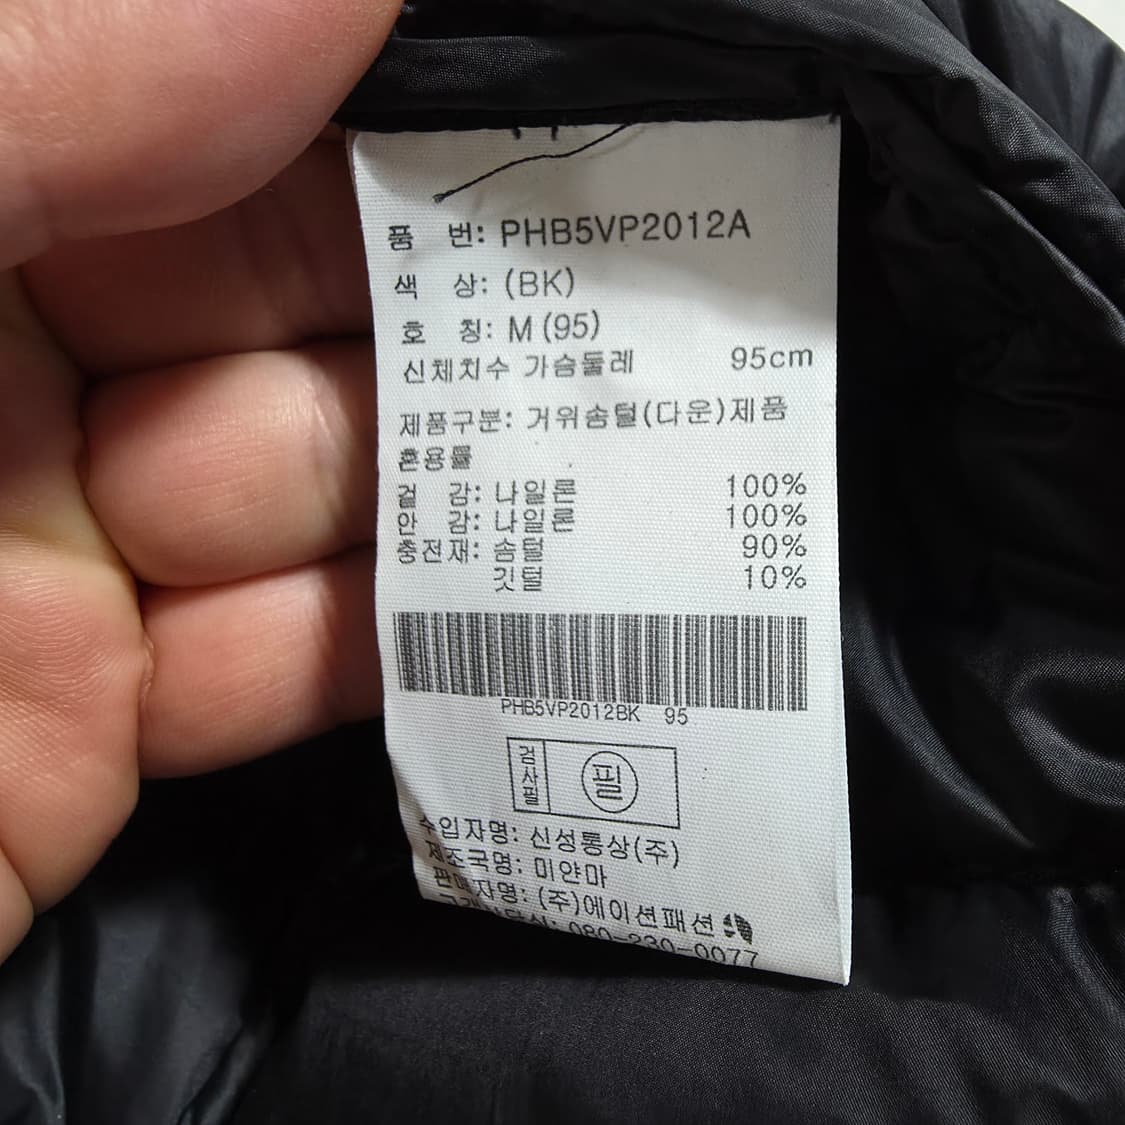 품 번: PHB5VP2012A
색 상: (BK)
호 칭: M (95)
신체치수 가슴둘레 95cm
제품구분: 거위솜털(다운)제품
혼용률
겉 감: 나일론 100%
안 감: 나일론 100%
충전재: 솜털 90%
깃털 10%
PHB5VP2012BK 95
검사필 필
수입자명: 신성통상(주)
제조국명: 미얀마
판매자명: (주)에이션패션
080-230-0077